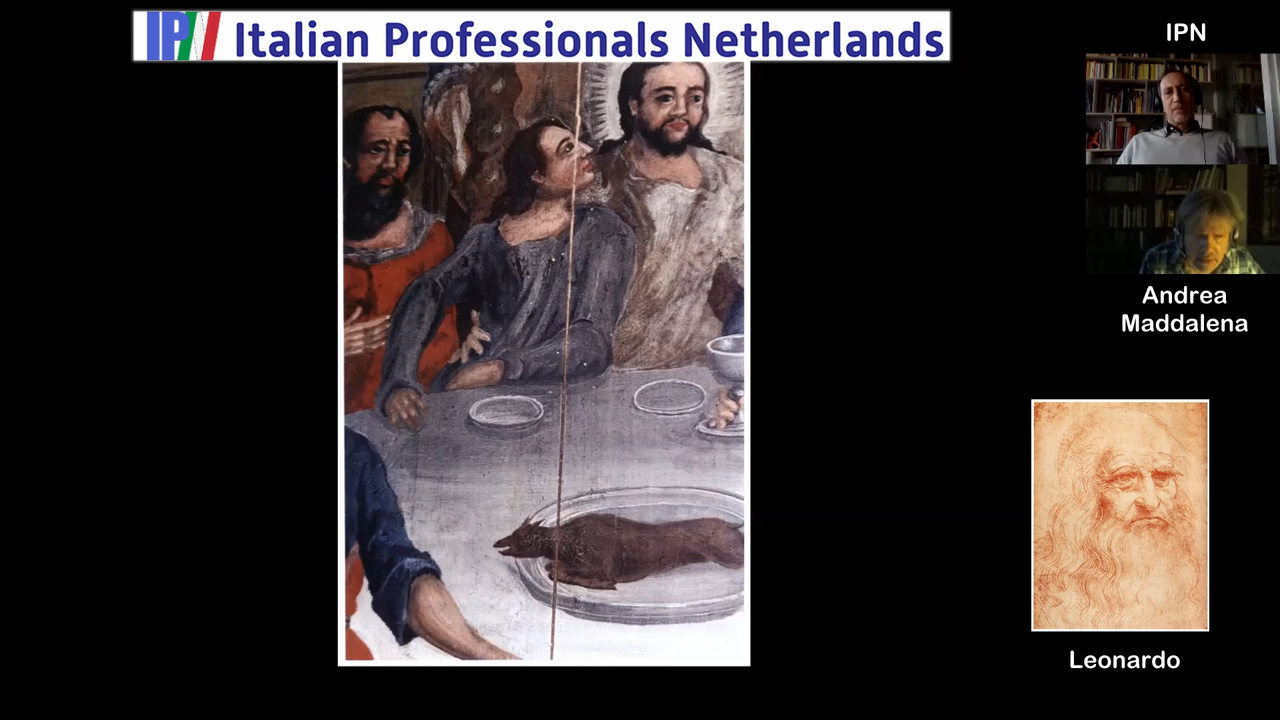 IPN Italian Professionals Netherlands
IPN
Andrea
Maddalena
Leonardo